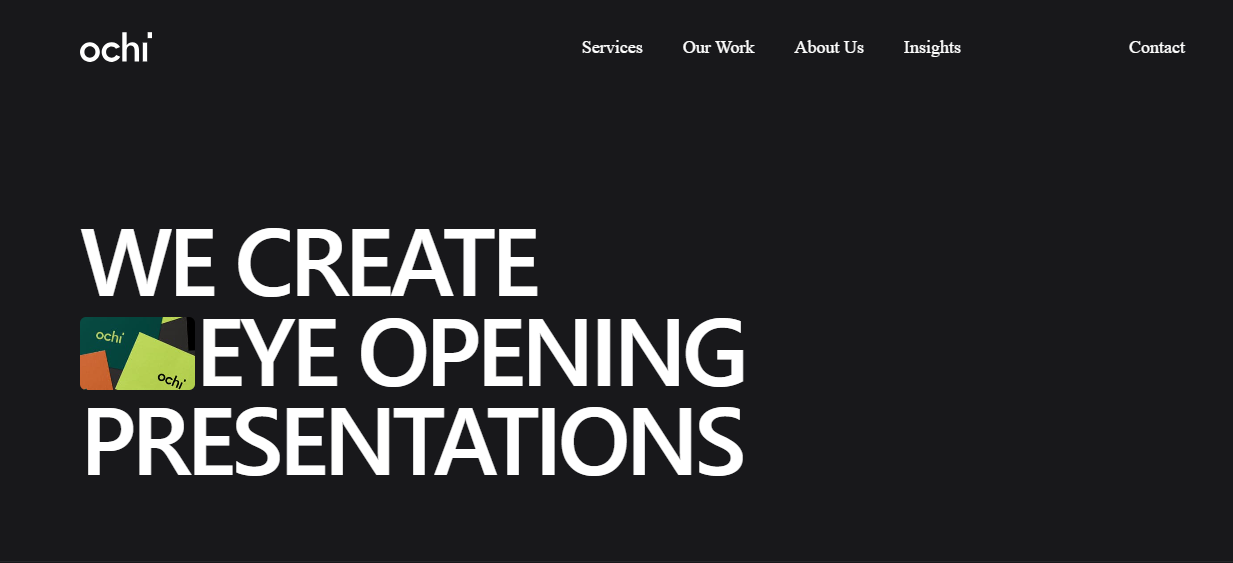 ochi
Services Our Work About Us Insights Contact
WE CREATE
ochi
ochi
EYE OPENING
PRESENTATIONS